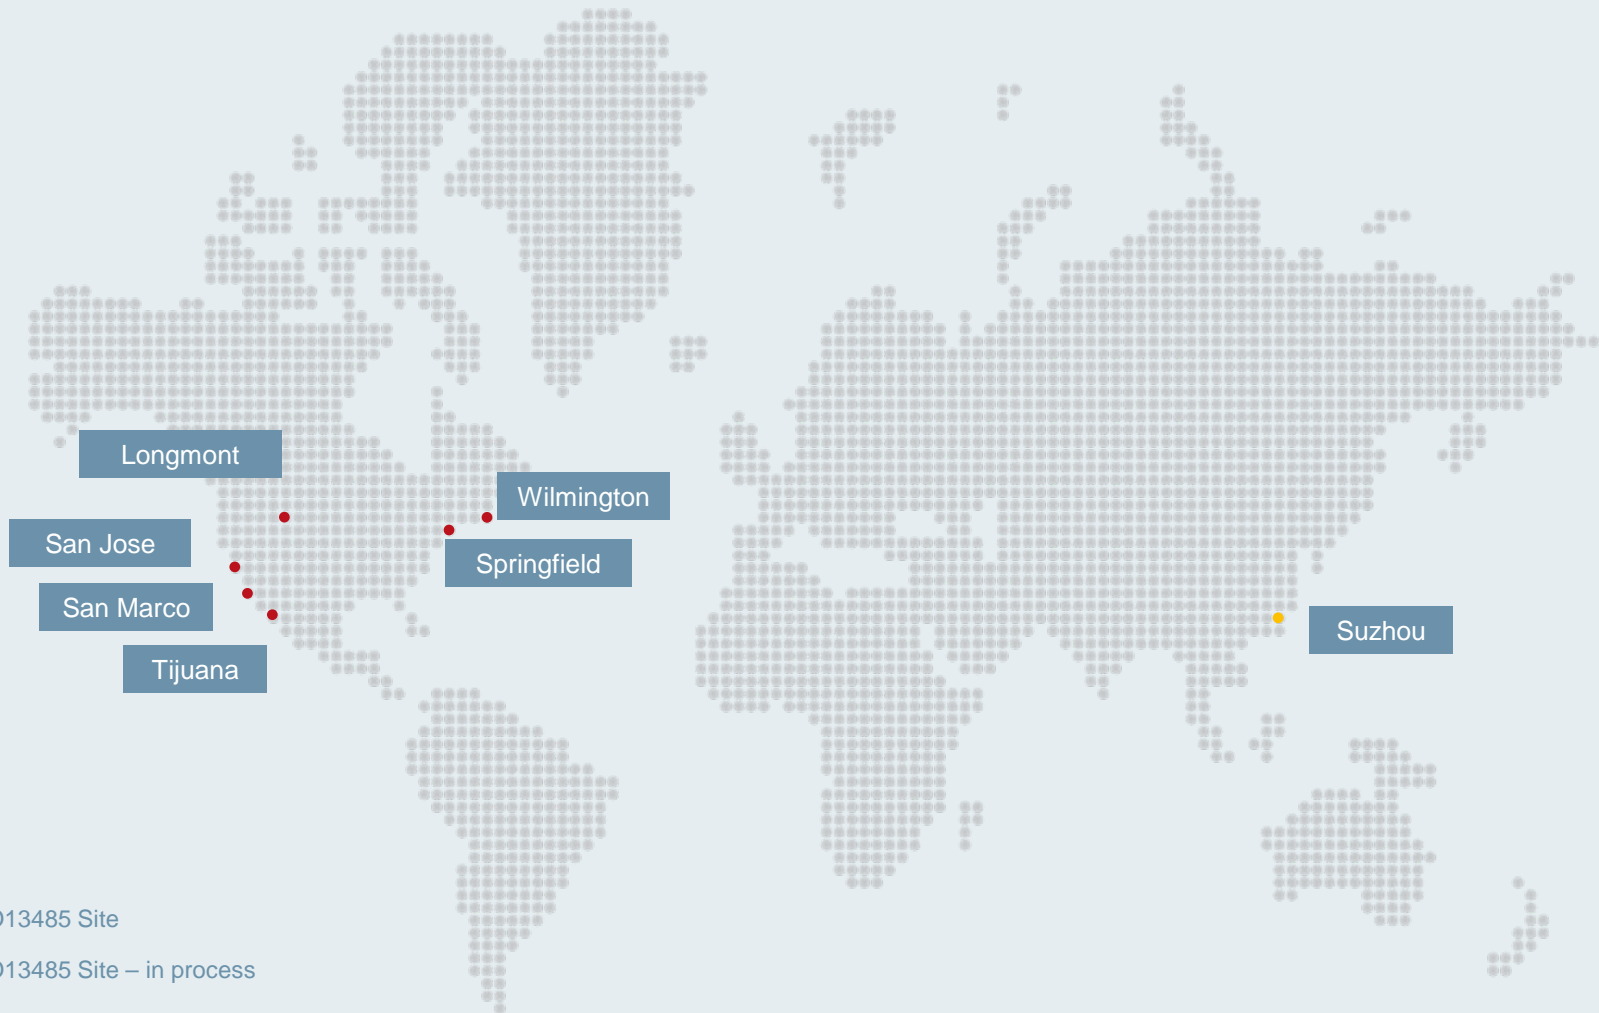 Longmont
Wilmington
San Jose
Springfield
San Marco
Suzhou
Tijuana
13485 Site
13485 Site – in process